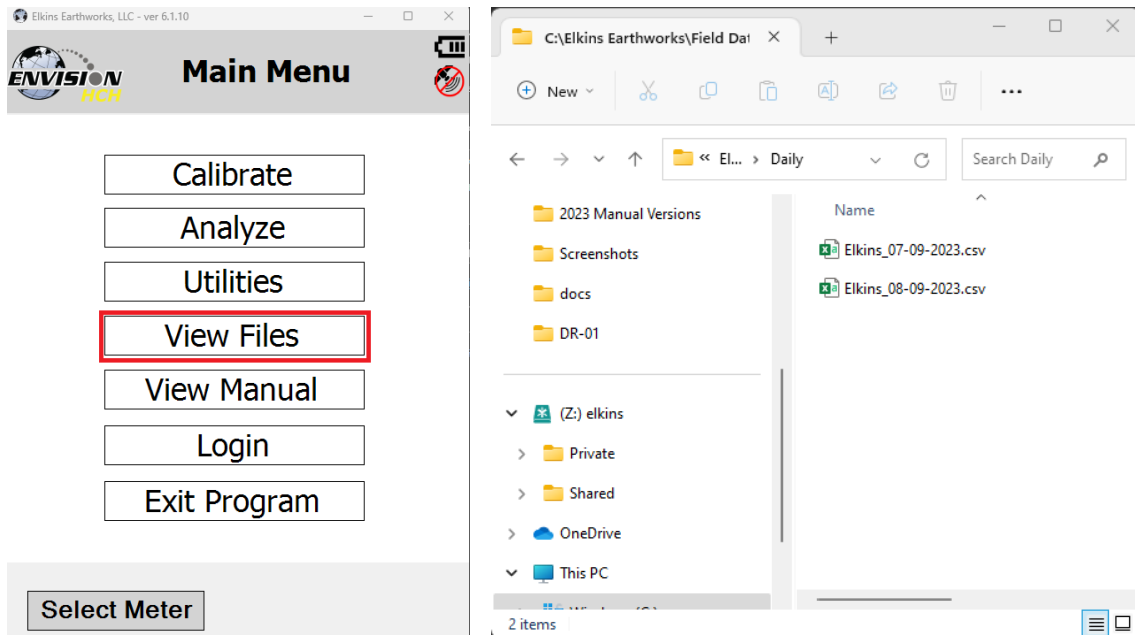 Elkins Earthworks, LLC - ver 6.1.10
ENVISION
HCH
Main Menu
Calibrate
Analyze
Utilities
View Files
View Manual
Login
Exit Program
Select Meter
C:\Elkins Earthworks\Field Dat
New
El... > Daily
Search Daily
2023 Manual Versions
Screenshots
docs
DR-01
(Z:) elkins
Private
Shared
OneDrive
This PC
Name
Elkins_07-09-2023.csv
Elkins_08-09-2023.csv
2 items